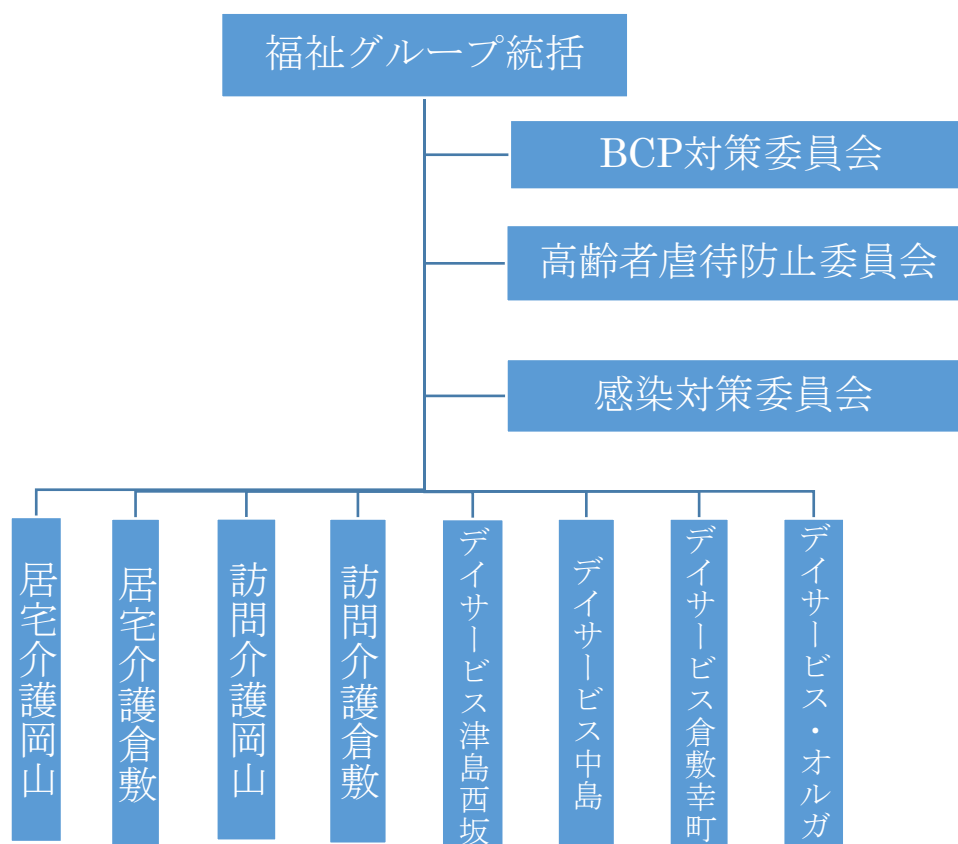 福祉グループ統括
BCP対策委員会
高齢者虐待防止委員会
感染対策委員会
居宅介護岡山
居宅介護倉敷
訪問介護岡山
訪問介護倉敷
デイサービス津島西坂
デイサービス中島
デイサービス倉敷幸町
デイサービス・オルガ